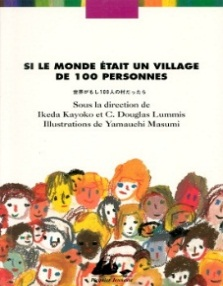 SI LE MONDE ÉTAIT UN VILLAGE
DE 100 PERSONNES
世界がもし100人の村だったら
Sous la direction de
Ikeda Kayoko et C. Douglas Lummis
Illustrations de Yamauchi Masumi